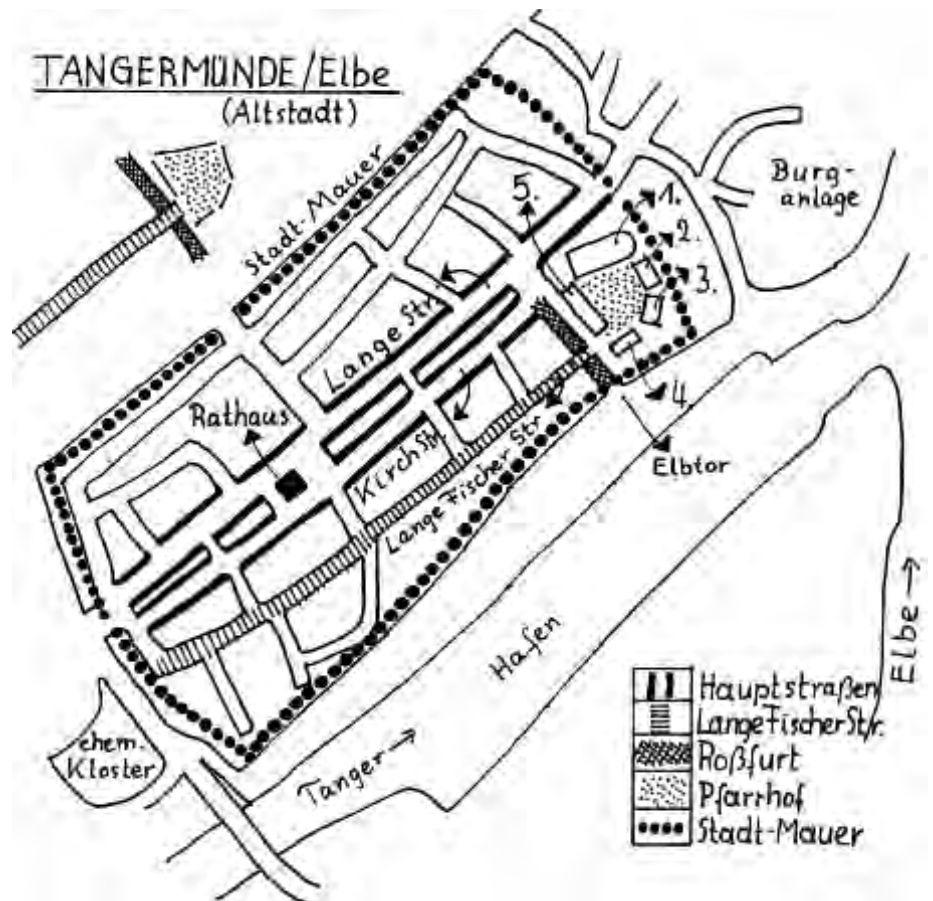 TANGERMÜNDE/Elbe
(Altstadt)
Stadt-Mauer
5.
1.
2.
3.
4
Burg-
anlage
Lange Str.
Rathaus
Kirch Str.
Lange Fischer Str.
Elbtor
Hafen
Elbe→
Tanger→
ehem.
Kloster
Hauptstraßen
Lange Fischer Str.
Roßfurt
Pfarrhof
Stadt-Mauer